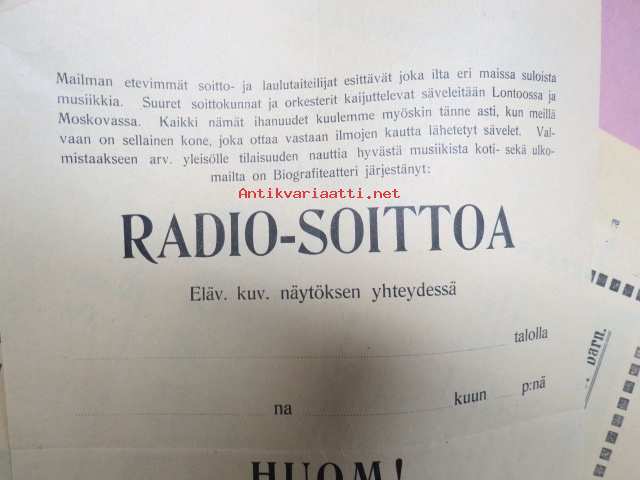 Mailman etevimmät soitto- ja laulutaiteilijat esittävät joka ilta eri maissa suloista
musiikkia. Suuret soittokunnat ja orkesterit kaijuttelevat säveleitään Lontoossa ja
Moskovassa. Kaikki nämät ihanuudet kuulemme myöskin tänne asti, kun meillä
vaan on sellainen kone, joka ottaa vastaan ilmojen kautta lähetetyt sävelet. Val-
mistaakseen arv. yleisölle tilaisuuden nauttia hyvästä musiikista koti- sekä ulko-
mailta on Biografiteatteri järjestänyt:
Antikvariaatti.net
RADIO-SOITTOA
Eläv. kuv. näytöksen yhteydessä
talolla
na kuun p:nä
HUOM!
barn.